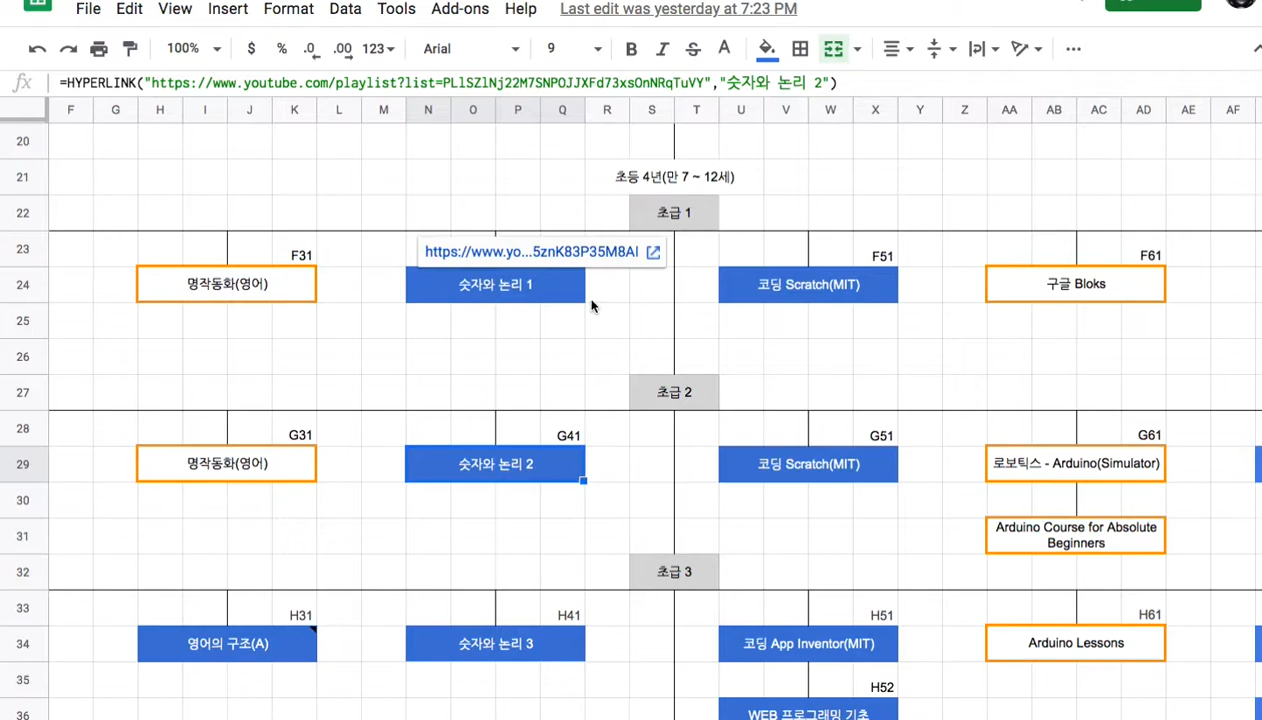 File Edit View Insert Format Data Tools Add-ons Help Last edit was yesterday at 7:23 PM
100% $ % .0 .00 123 Arial 9 B I S A
fx =HYPERLINK("https://www.youtube.com/playlist?list=PLlSZlNj22M7SNPOJJXFd73xsOnNRqTuVY","숫자와 논리 2")
F G H I J K L M N O P Q R S T U V W X Y Z AA AB AC AD AE AF
20
21 초등 4년(만 7 ~ 12세)
22 초급 1
23 F31 https://www.yo...5znK83P35M8Al F51 F61
24 명작동화(영어) 숫자와 논리 1 코딩 Scratch(MIT) 구글 Bloks
25
26
27 초급 2
28 G31 G41 G51 G61
29 명작동화(영어) 숫자와 논리 2 코딩 Scratch(MIT) 로보틱스 - Arduino(Simulator)
30
31 Arduino Course for Absolute
Beginners
32 초급 3
33 H31 H41 H51 H61
34 영어의 구조(A) 숫자와 논리 3 코딩 App Inventor(MIT) Arduino Lessons
35 H52
36 WEB 프로그래밍 기초